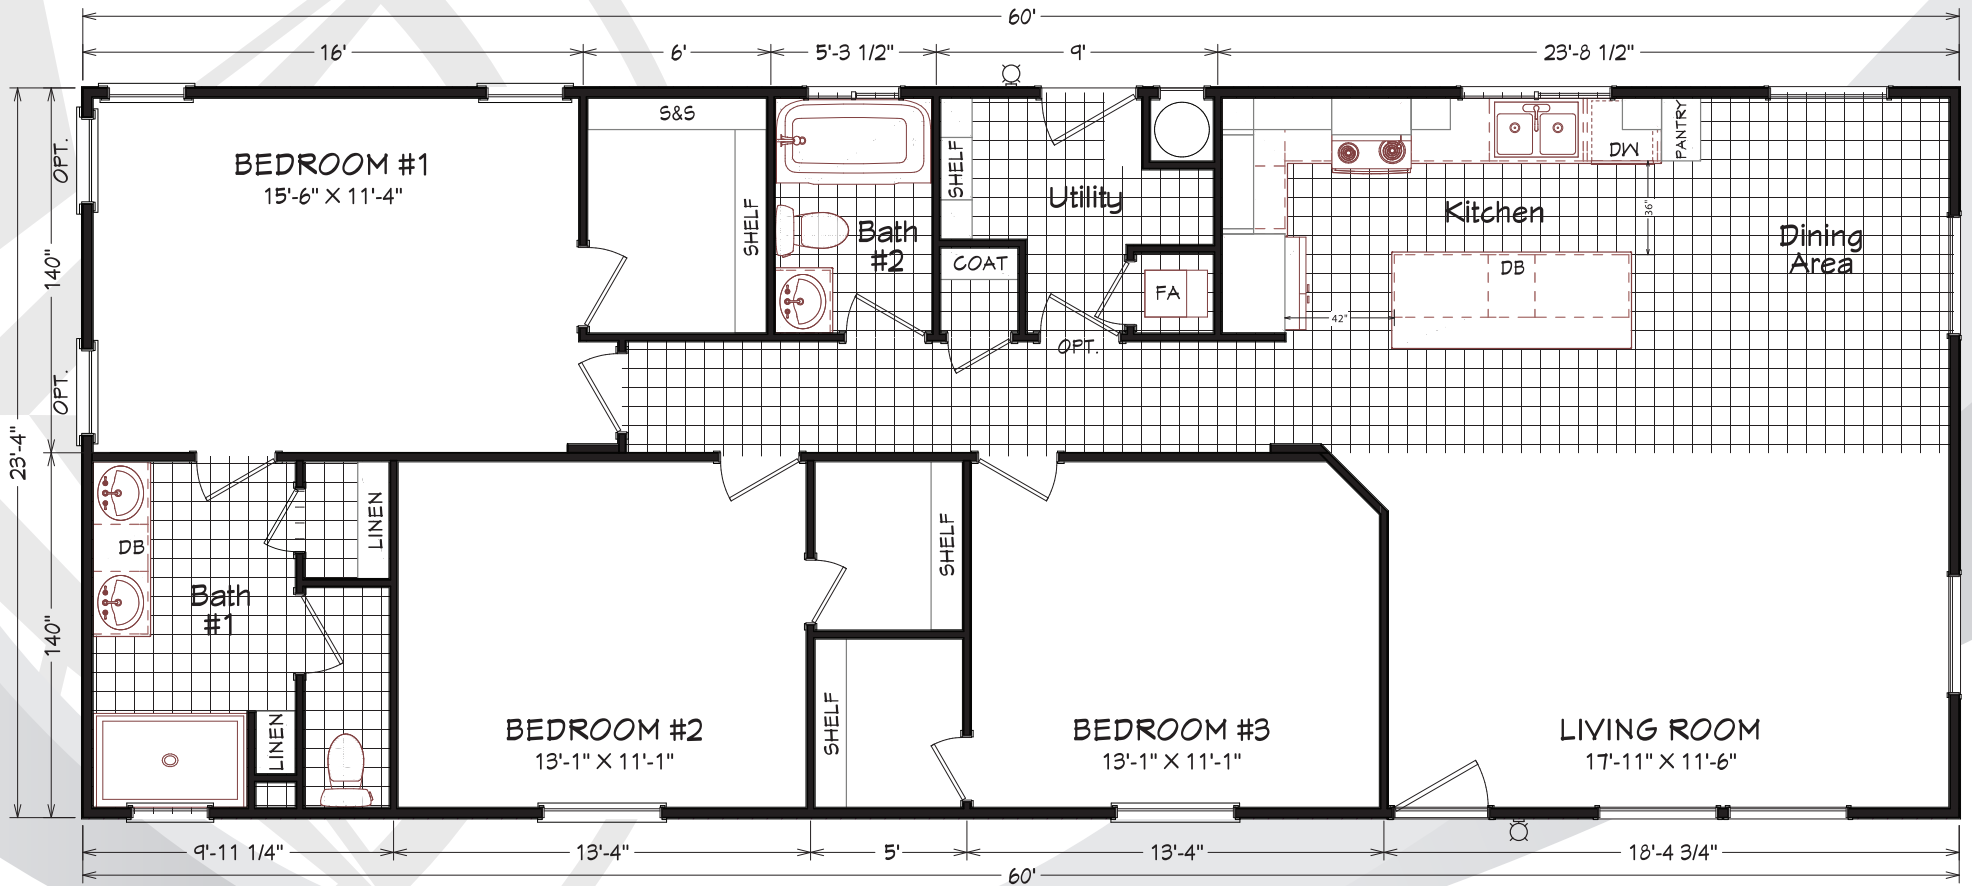 60'
16'
6'
5'-3 1/2"
9'
23'-8 1/2"
S&S
OPT.
BEDROOM #1
15'-6" X 11'-4"
SHELF
SHELF
Utility
Bath
#2
COAT
FA
OPT.
PANTRY
DW
Kitchen
36"
Dining
Area
DB
42"
140"
OPT.
23'-4"
LINEN
DB
Bath
#1
140"
LINEN
SHELF
SHELF
BEDROOM #2
13'-1" X 11'-1"
BEDROOM #3
13'-1" X 11'-1"
LIVING ROOM
17'-11" X 11'-6"
9'-11 1/4"
13'-4"
5'
13'-4"
18'-4 3/4"
60'